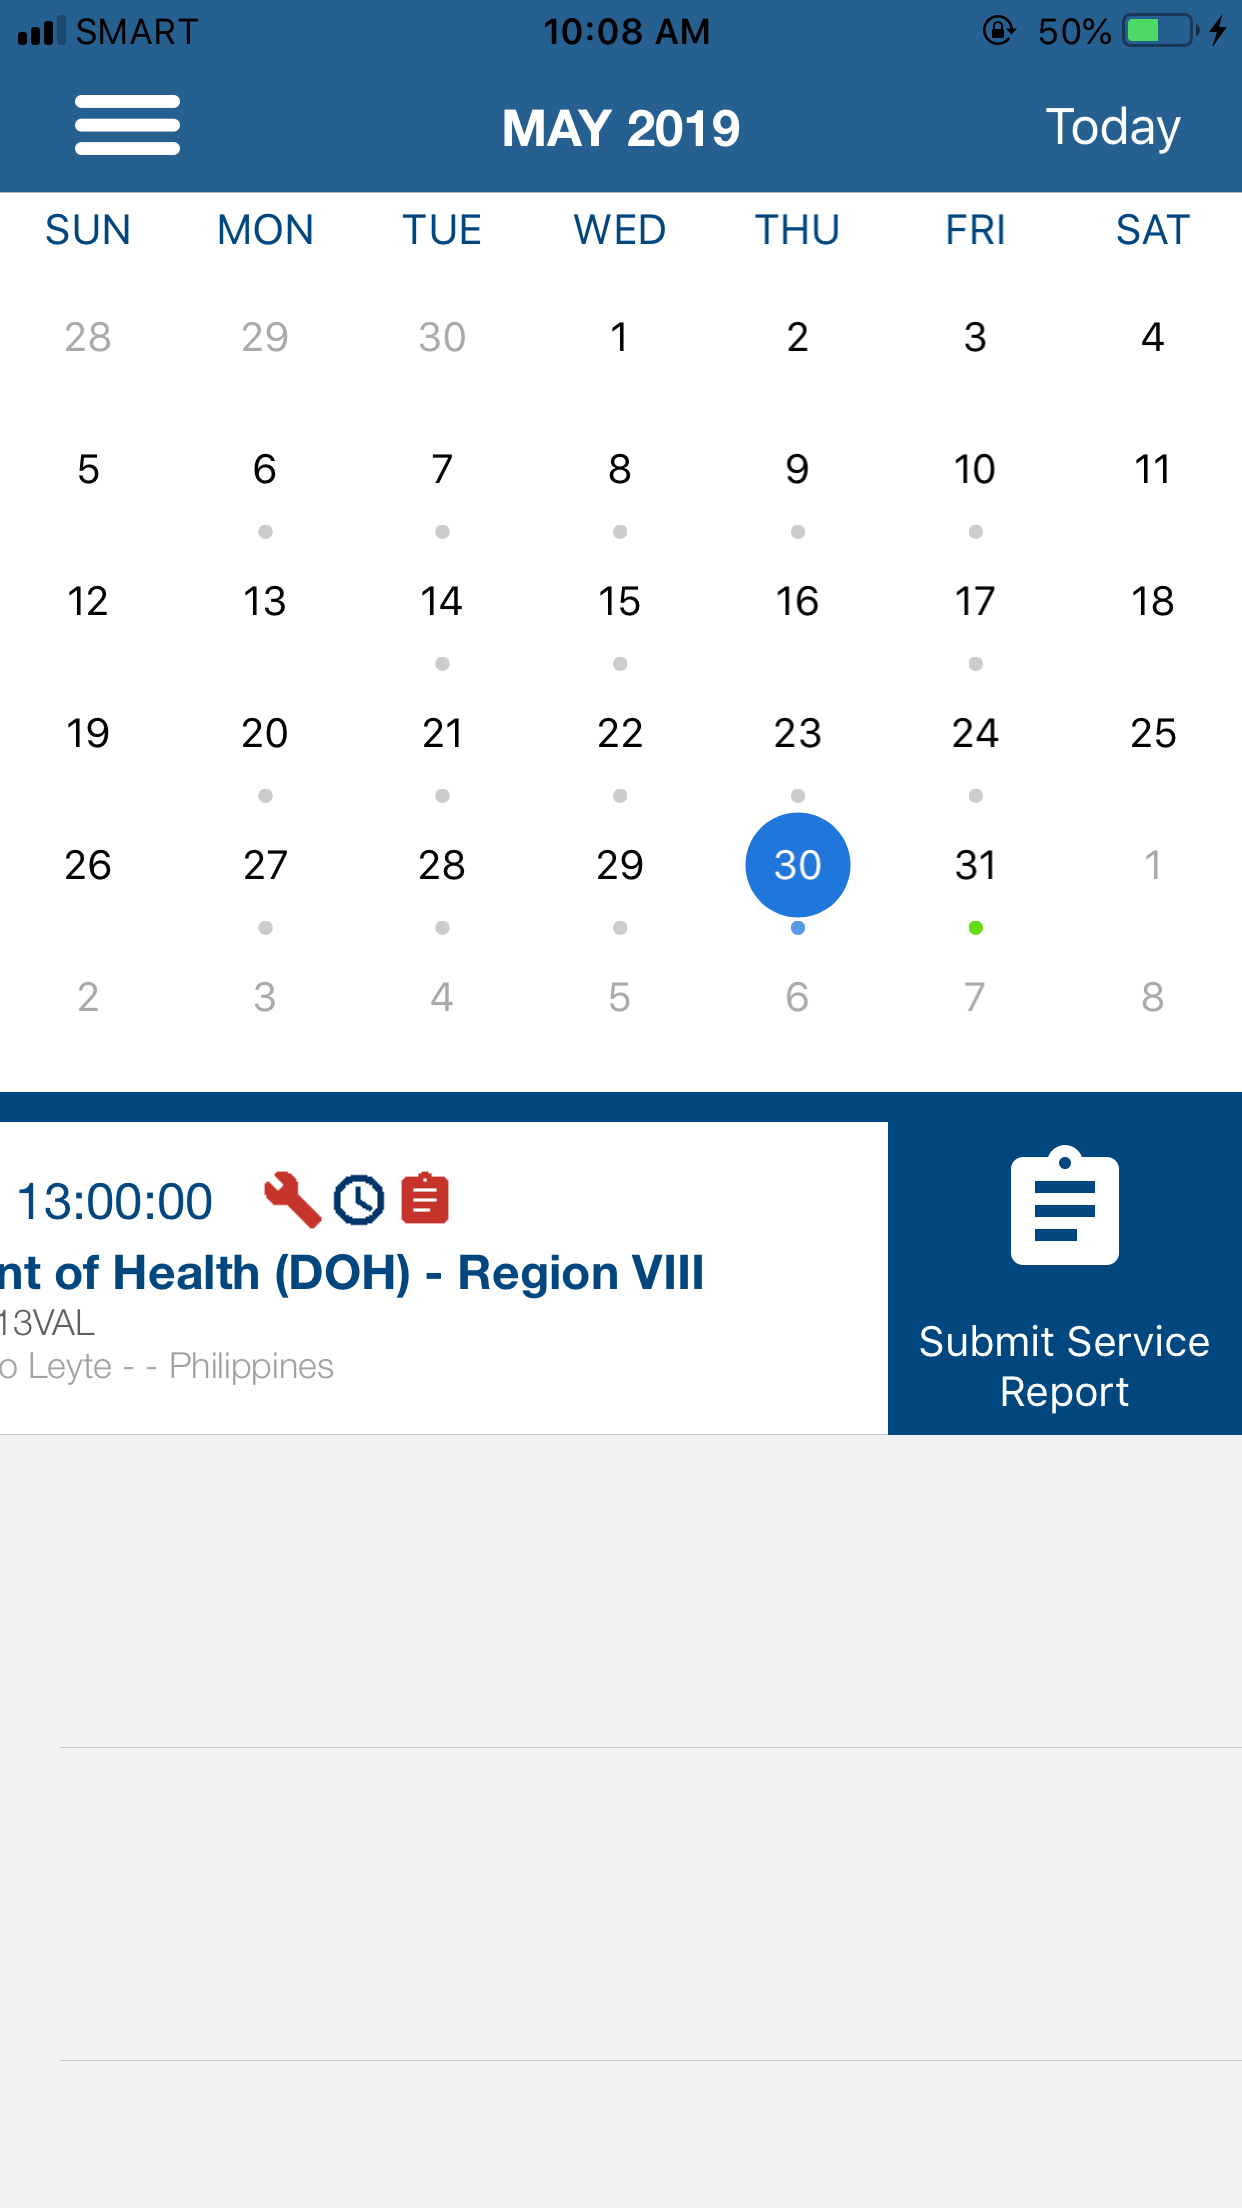 SMART 10:08 AM 50%
MAY 2019 Today
SUN MON TUE WED THU FRI SAT
28 29 30 1 2 3 4
5 6 7 8 9 10 11
12 13 14 15 16 17 18
19 20 21 22 23 24 25
26 27 28 29 30 31 1
2 3 4 5 6 7 8
13:00:00
nt of Health (DOH) - Region VIII
13VAL
o Leyte - - Philippines
Submit Service
Report